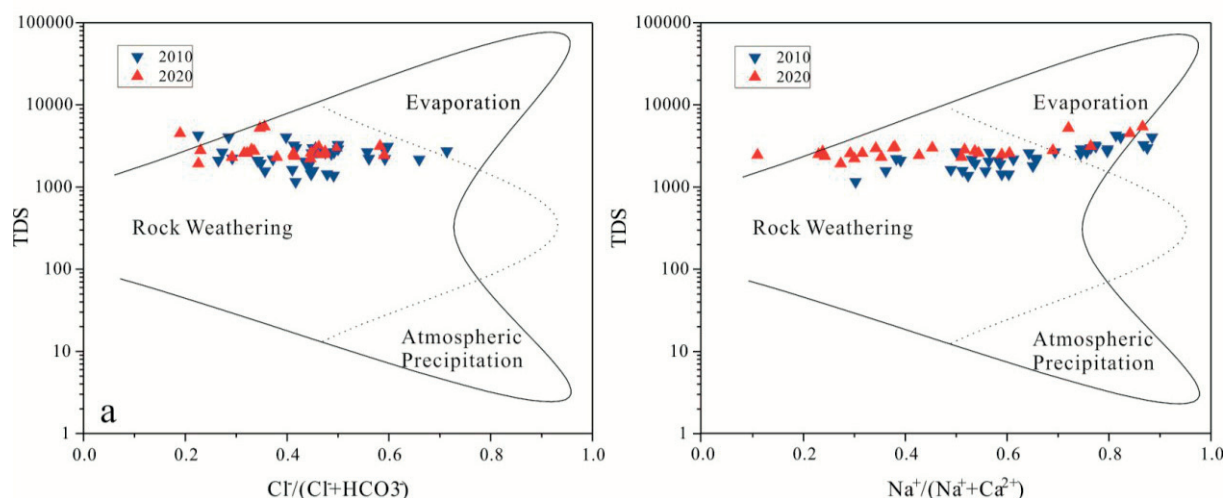 100000
10000
1000
100
10
1
TDS
2010
2020
Evaporation
Rock Weathering
Atmospheric
Precipitation
a
0.0 0.2 0.4 0.6 0.8 1.0
Cl⁻/(Cl⁻+HCO3⁻)
100000
10000
1000
100
10
1
TDS
2010
2020
Evaporation
Rock Weathering
Atmospheric
Precipitation
0.0 0.2 0.4 0.6 0.8 1.0
Na⁺/(Na⁺+Ca²⁺)